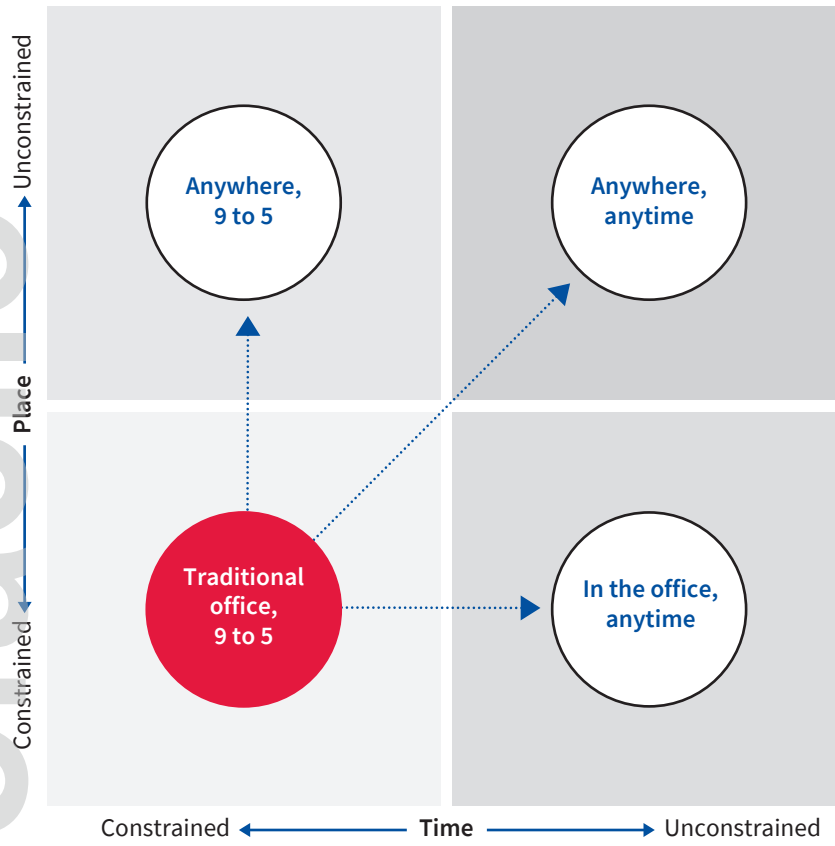 Unconstrained
Place
Constrained
Anywhere,
9 to 5
Anywhere,
anytime
Traditional
office,
9 to 5
In the office,
anytime
Constrained
Time
Unconstrained